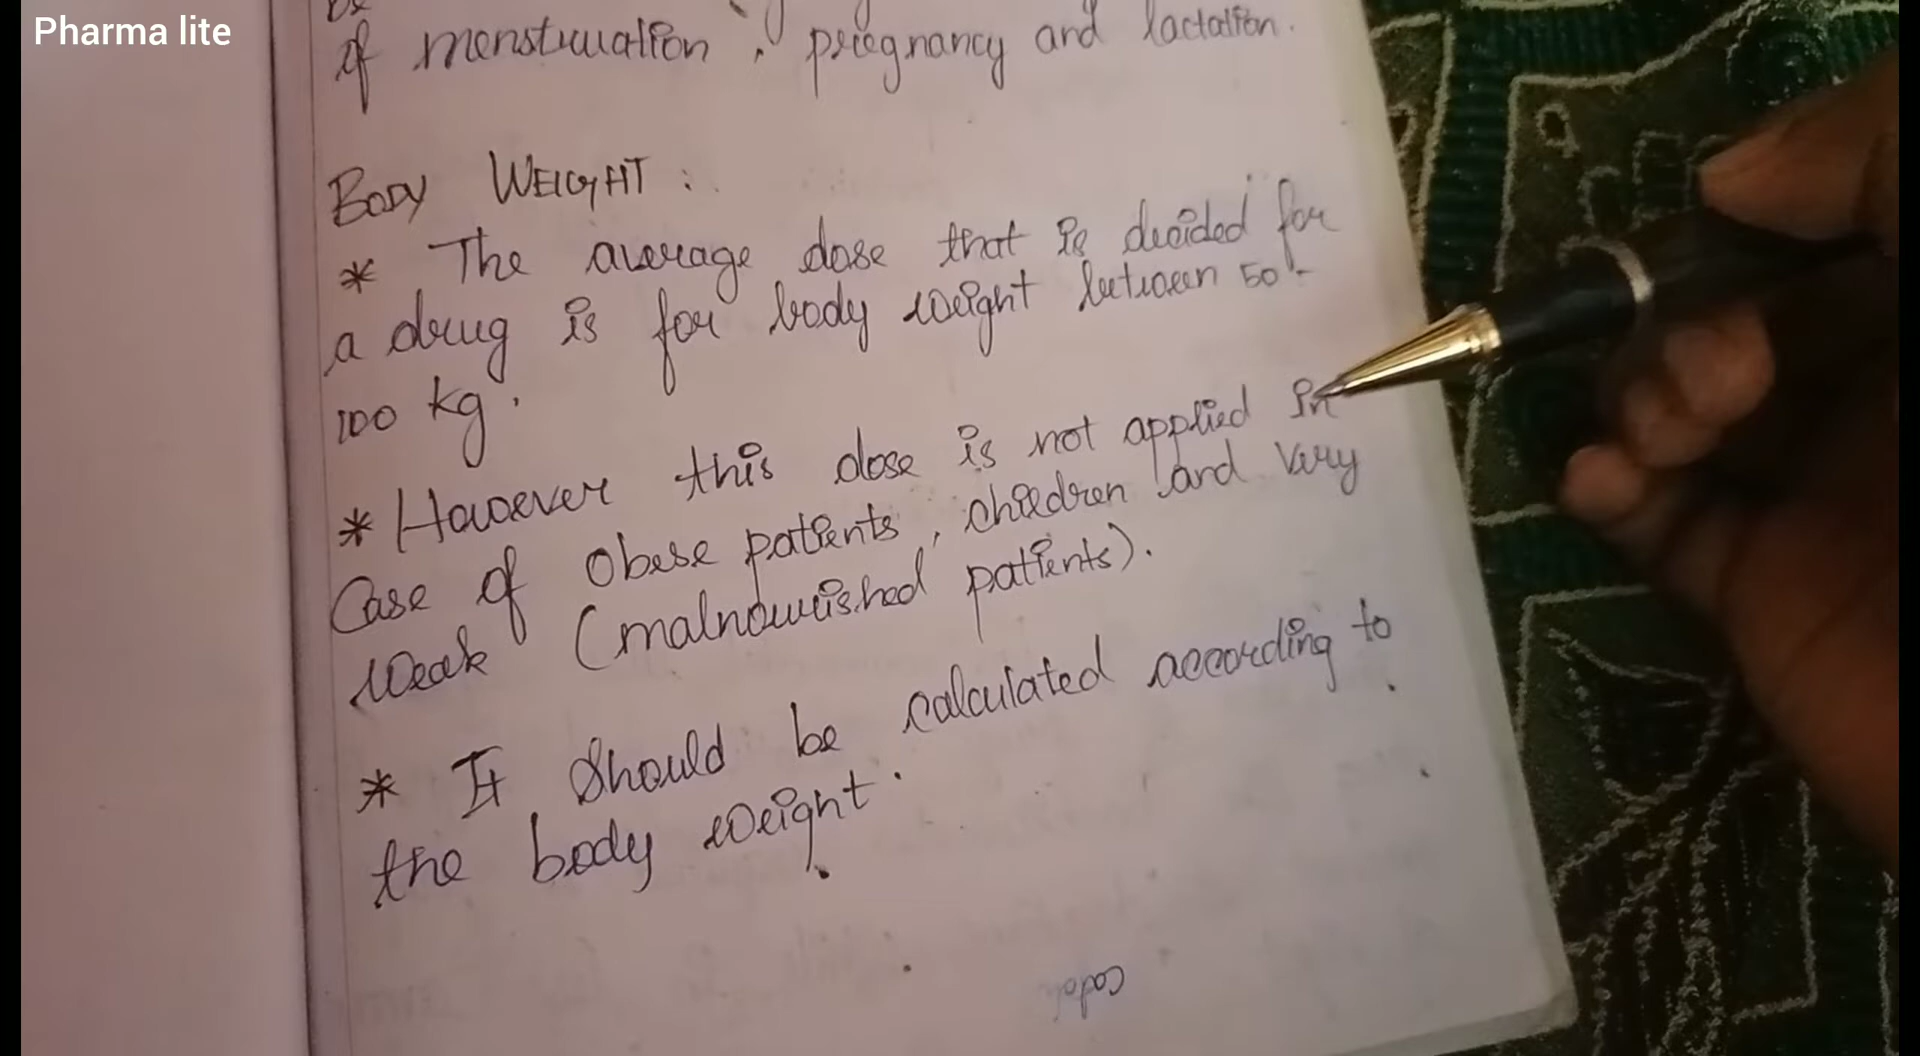 Pharma lite
of menstruation, pregnancy and lactation.
BODY WEIGHT:
* The average dose that is decided for
a drug is for body weight between 50-
100 kg.
* However this dose is not applied in
Case of Obese patients, children and very
weak (malnourished patients).
* It should be calculated according to
the body weight.